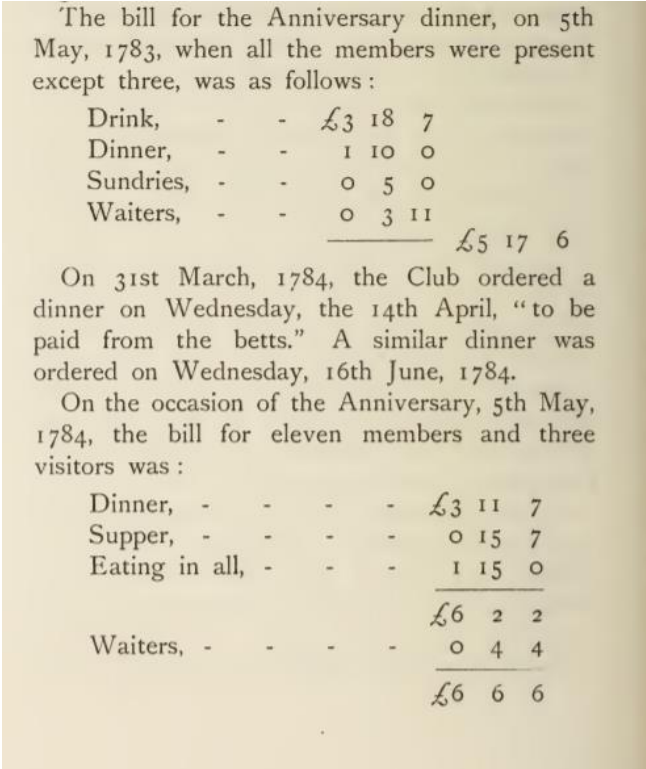 The bill for the Anniversary dinner, on 5th
May, 1783, when all the members were present
except three, was as follows :
Drink, - - £3 18 7
Dinner, - - 1 10 0
Sundries, - - 0 5 0
Waiters, - - 0 3 11
£5 17 6
On 31st March, 1784, the Club ordered a
dinner on Wednesday, the 14th April, “to be
paid from the betts.” A similar dinner was
ordered on Wednesday, 16th June, 1784.
On the occasion of the Anniversary, 5th May,
1784, the bill for eleven members and three
visitors was :
Dinner, - - - - £3 11 7
Supper, - - - - 0 15 7
Eating in all, - - - 1 15 0
£6 2 2
Waiters, - - - - 0 4 4
£6 6 6